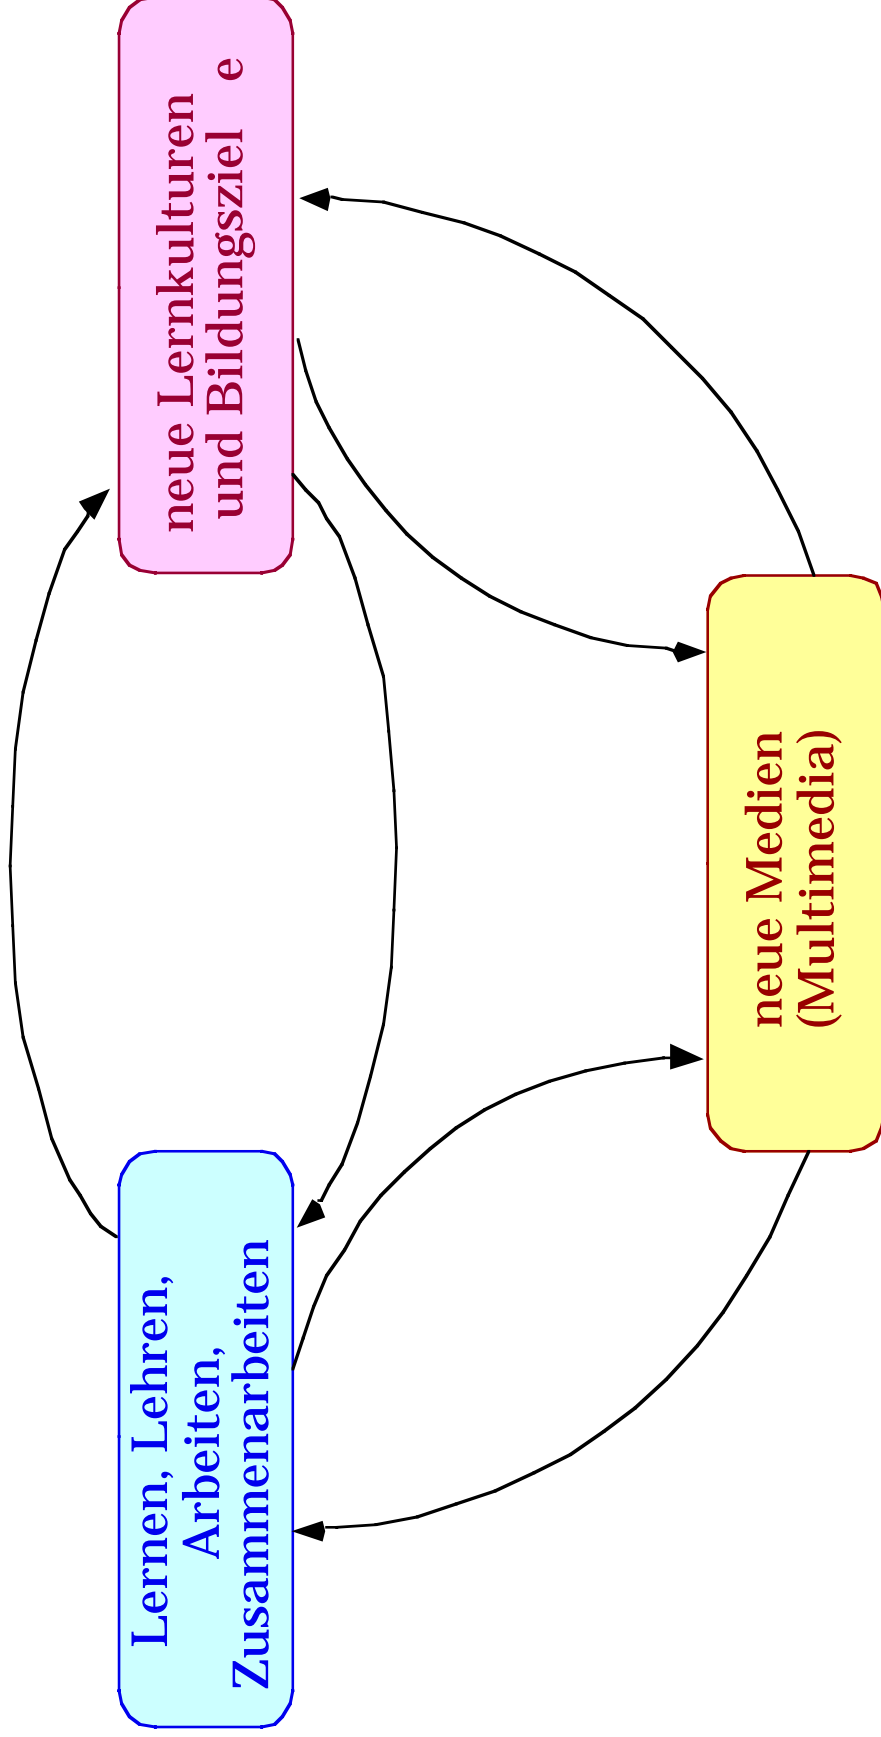 Lernen, Lehren,
Arbeiten,
Zusammenarbeiten
neue Lernkulturen
und Bildungsziel e
neue Medien
(Multimedia)